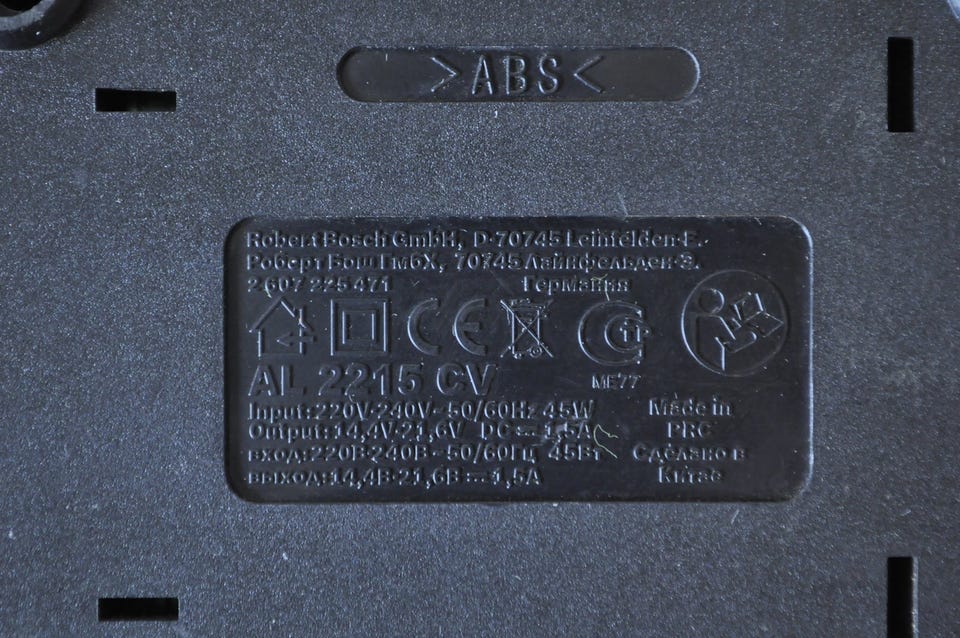 >ABS<
Robert Bosch GmbH, D-70745 Leinfelden-E.
Роберт Бош ГмбХ, 70745 Лайнфельден-Э.
2 607 225 471 Германия
CE
AL 2215 CV ME77
Input: 220V-240V~50/60Hz 45W Made in
Output: 14,4V-21,6V DC⎓1,5A PRC
вход: 220В-240В~50/60Гц 45Вт Сделано в
выход: 14,4В-21,6В⎓1,5А Китае